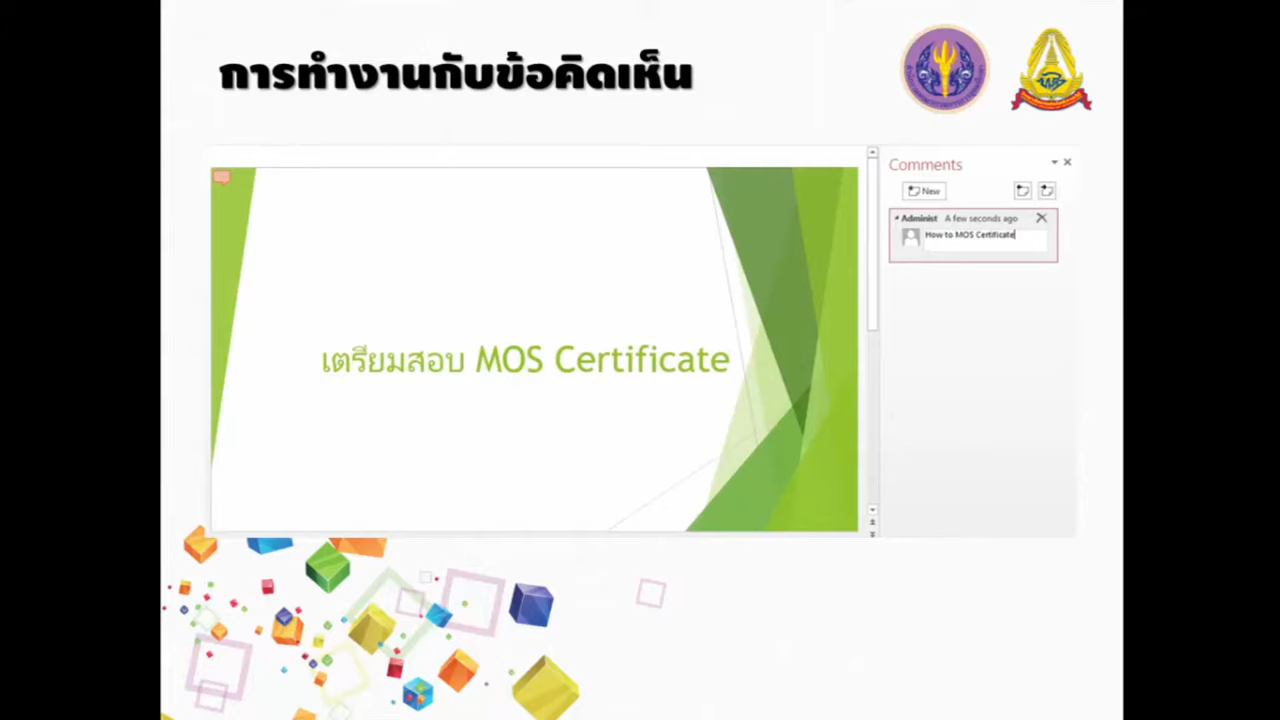 การทำงานกับข้อคิดเห็น
Comments
New
Administ A few seconds ago
How to MOS Certificate
เตรียมสอบ MOS Certificate